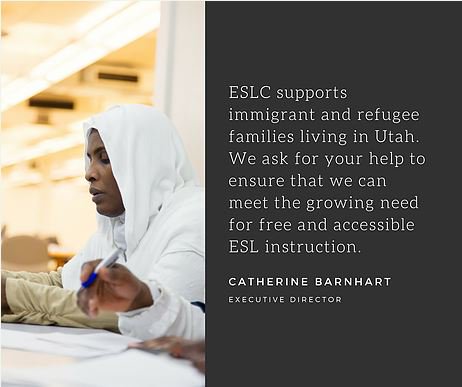 ESLC supports
immigrant and refugee
families living in Utah.
We ask for your help to
ensure that we can
meet the growing need
for free and accessible
ESL instruction.
CATHERINE BARNHART
EXECUTIVE DIRECTOR